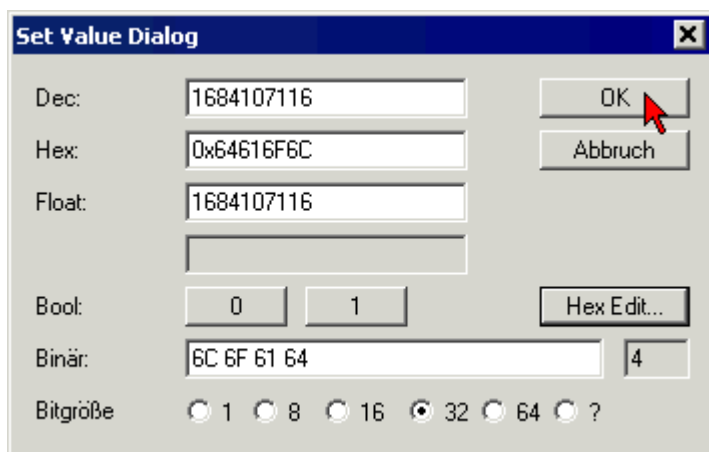 Set Value Dialog
Dec: 1684107116 OK
Hex: 0x64616F6C Abbruch
Float: 1684107116
Bool: 0 1 Hex Edit...
Binär: 6C 6F 61 64 4
Bitgröße 1 8 16 32 64 ?